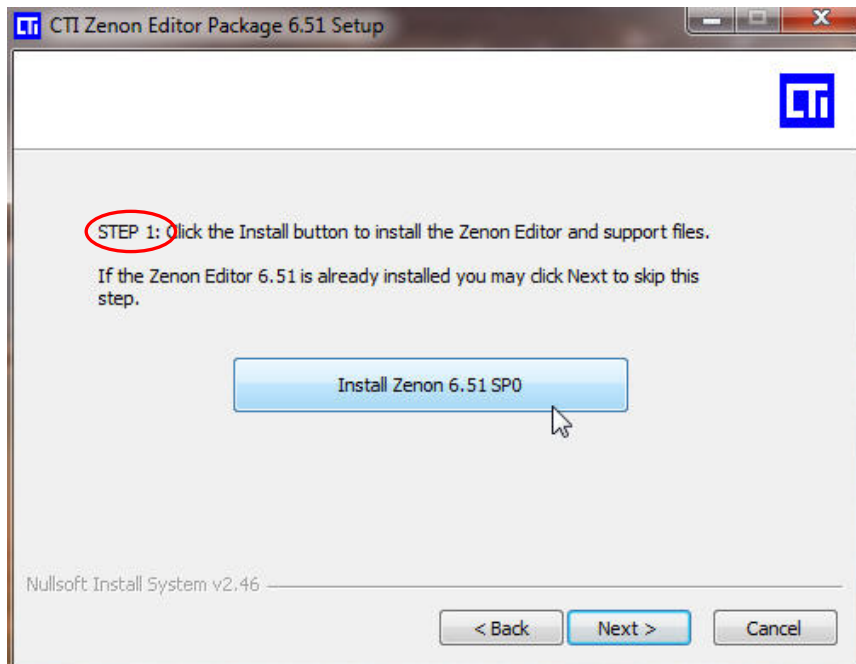 CTI CTI Zenon Editor Package 6.51 Setup
CTI
STEP 1: Click the Install button to install the Zenon Editor and support files.
If the Zenon Editor 6.51 is already installed you may click Next to skip this
step.
Install Zenon 6.51 SP0
Nullsoft Install System v2.46
< Back Next > Cancel